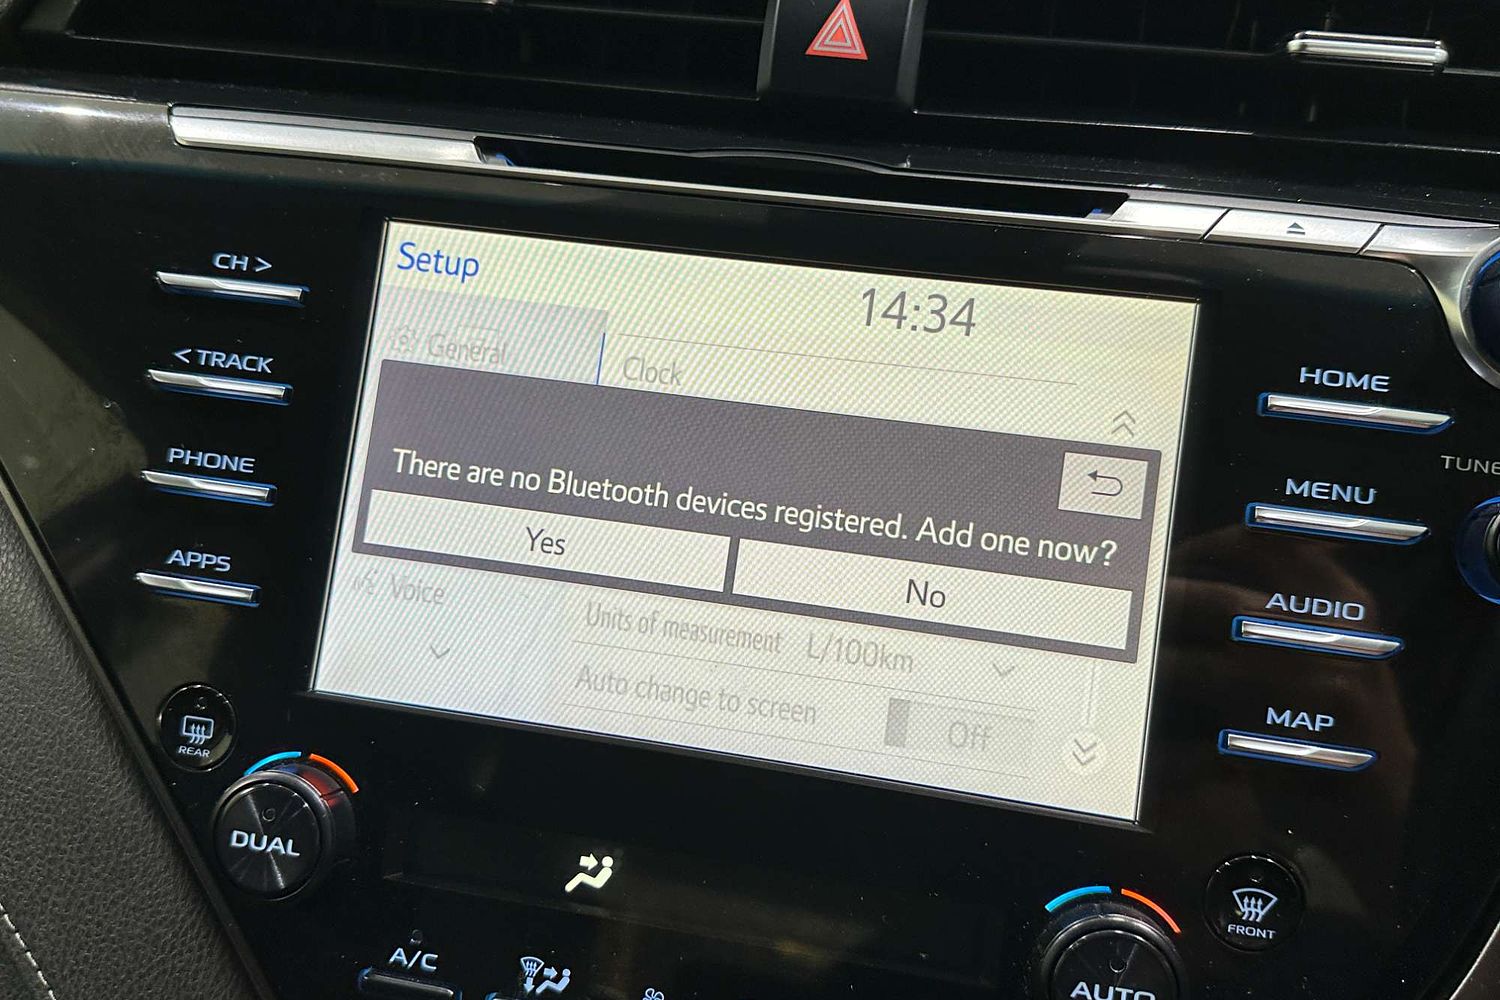 CH >
< TRACK
PHONE
APPS
REAR
DUAL
A/C
Setup
14:34
General
Clock
There are no Bluetooth devices registered. Add one now?
Yes
No
Voice
Units of measurement L/100km
Auto change to screen Off
HOME
TUNE
MENU
AUDIO
MAP
FRONT
AUTO